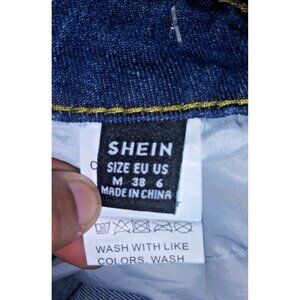 SHEIN
SIZE EU US
M 38 6
MADE IN CHINA
WASH WITH LIKE
COLORS, WASH